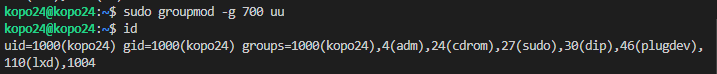 kopo24@kopo24:~$ sudo groupmod -g 700 uu
kopo24@kopo24:~$ id
uid=1000(kopo24) gid=1000(kopo24) groups=1000(kopo24),4(adm),24(cdrom),27(sudo),30(dip),46(plugdev),
110(lxd),1004